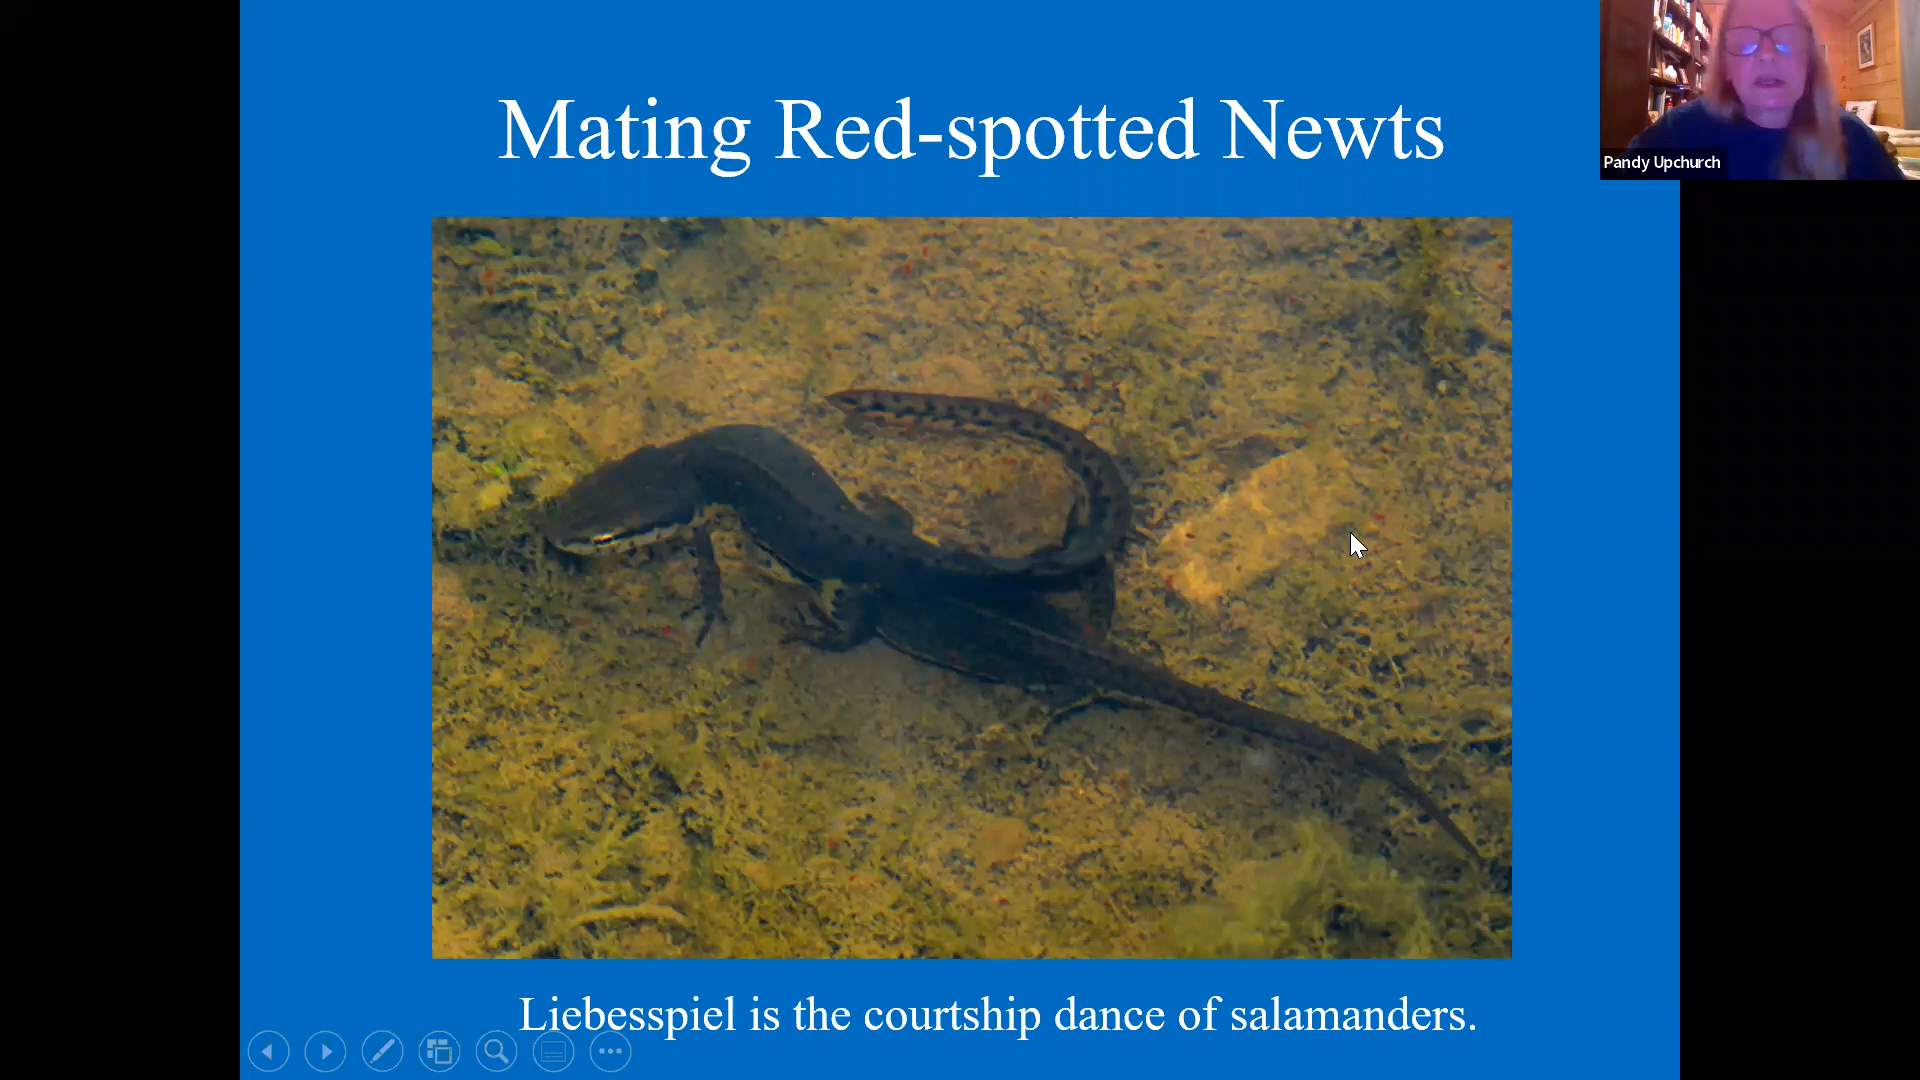 Mating Red-spotted Newts
Pandy Upchurch
Liebesspiel is the courtship dance of salamanders.